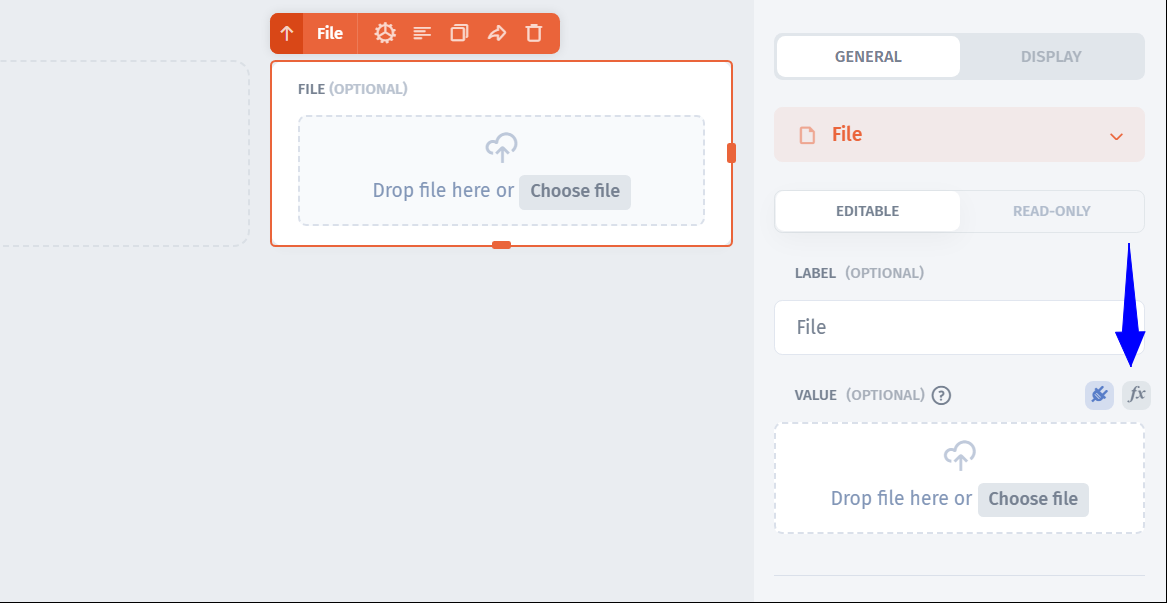 File
FILE (OPTIONAL)
Drop file here or Choose file
GENERAL DISPLAY
File
EDITABLE READ-ONLY
LABEL (OPTIONAL)
File
VALUE (OPTIONAL) ? fx
Drop file here or Choose file